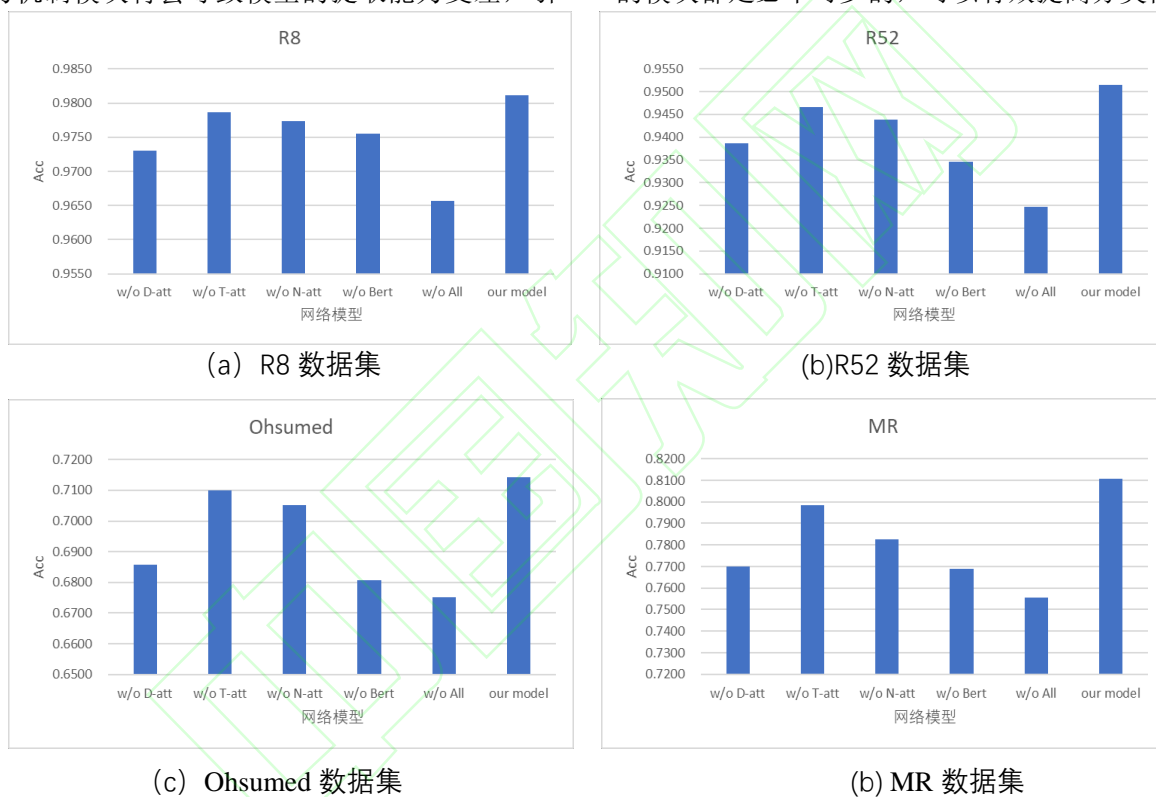 R8
0.9850
0.9800
0.9750
0.9700
0.9650
0.9600
0.9550
Acc
w/o D-att w/o T-att w/o N-att w/o Bert w/o All our model
网络模型
(a) R8 数据集
R52
0.9550
0.9500
0.9450
0.9400
0.9350
0.9300
0.9250
0.9200
0.9150
0.9100
Acc
w/o D-att w/o T-att w/o N-att w/o Bert w/o All our model
网络模型
(b)R52 数据集
Ohsumed
0.7200
0.7100
0.7000
0.6900
0.6800
0.6700
0.6600
0.6500
Acc
w/o D-att w/o T-att w/o N-att w/o Bert w/o All our model
网络模型
(c) Ohsumed 数据集
MR
0.8200
0.8100
0.8000
0.7900
0.7800
0.7700
0.7600
0.7500
0.7400
0.7300
0.7200
Acc
w/o D-att w/o T-att w/o N-att w/o Bert w/o All our model
网络模型
(b) MR 数据集